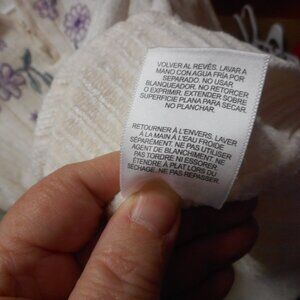 VOLVER AL REVÉS. LAVAR A
MANO CON AGUA FRÍA POR
SEPARADO. NO USAR
BLANQUEADOR. NO RETORCER
O EXPRIMIR. EXTENDER SOBRE
SUPERFICIE PLANA PARA SECAR.
NO PLANCHAR.
RETOURNER À L'ENVERS, LAVER
À LA MAIN À L'EAU FROIDE
SÉPARÉMENT. NE PAS UTILISER
AGENT DE BLANCHIMENT. NE
PAS TORDRE NI ESSORER.
ÉTENDRE À PLAT LORS DU
SÉCHAGE. NE PAS REPASSER.